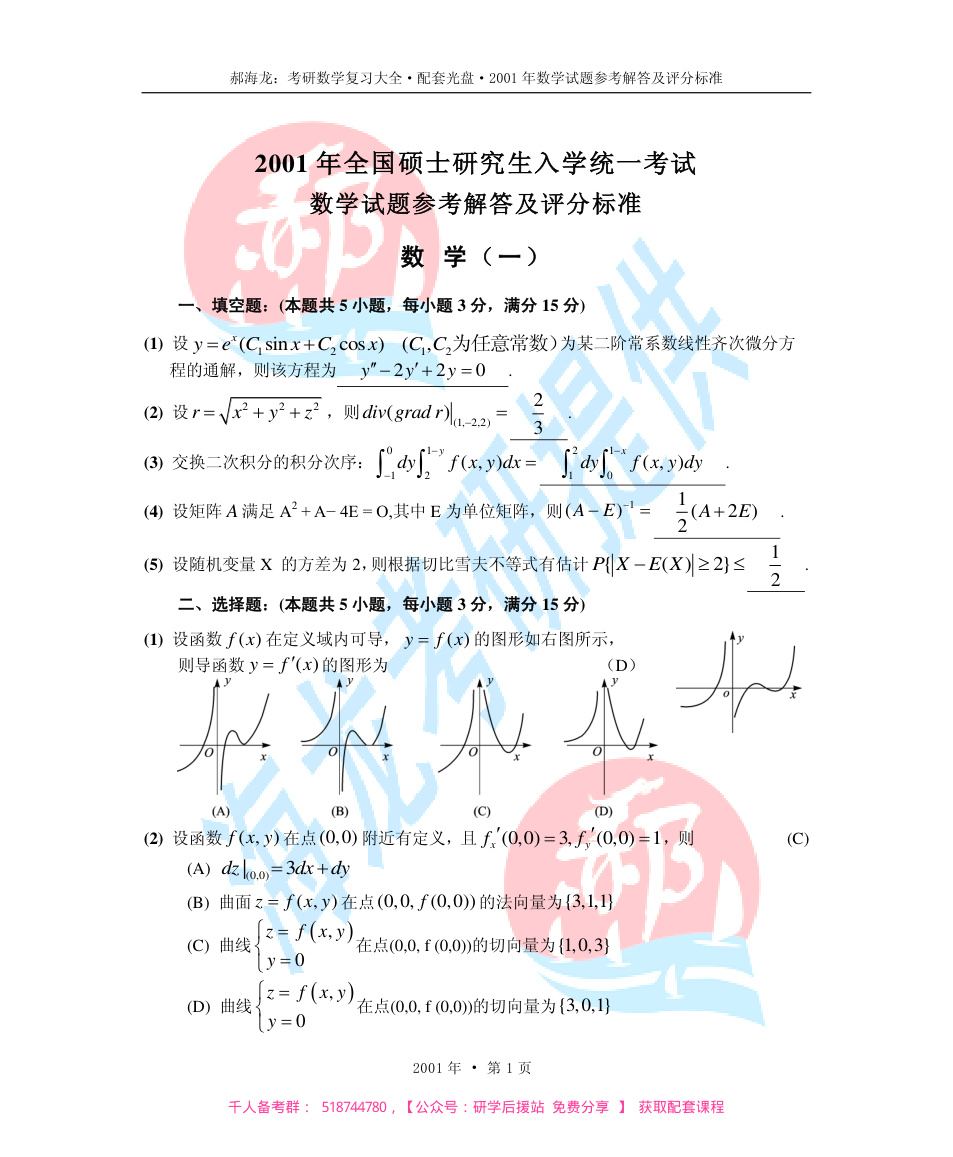 郝海龙：考研数学复习大全·配套光盘·2001 年数学试题参考解答及评分标准
2001 年全国硕士研究生入学统一考试
数学试题参考解答及评分标准
数 学（一）
一、填空题：(本题共 5 小题，每小题 3 分，满分 15 分)
(1) 设 y = e^x(C₁ sin x + C₂ cos x) (C₁,C₂为任意常数)为某二阶常系数线性齐次微分方
程的通解，则该方程为 y″ − 2y′ + 2y = 0 .
(2) 设 r = √(x² + y² + z²) ，则 div(grad r)|₍₁,₋₂,₂₎ = 2/3 .
(3) 交换二次积分的积分次序：∫₋₁⁰ dy ∫₂^(1−y) f(x, y)dx = ∫₁² dy ∫₀^(1−x) f(x, y)dy .
(4) 设矩阵 A 满足 A² + A− 4E = O,其中 E 为单位矩阵，则 (A − E)⁻¹ = 1/2 (A + 2E) .
(5) 设随机变量 X 的方差为 2，则根据切比雪夫不等式有估计 P{|X − E(X)| ≥ 2} ≤ 1/2 .
二、选择题：(本题共 5 小题，每小题 3 分，满分 15 分)
(1) 设函数 f(x) 在定义域内可导， y = f(x) 的图形如右图所示，
则导函数 y = f′(x) 的图形为 （D）
y
o
x
y y y y
O x O x O x O x
(A) (B) (C) (D)
(2) 设函数 f(x, y) 在点 (0,0) 附近有定义，且 fₓ′(0,0) = 3, f_y′(0,0) = 1，则 (C)
(A) dz|₍₀,₀₎ = 3dx + dy
(B) 曲面 z = f(x, y) 在点 (0,0, f(0,0)) 的法向量为{3,1,1}
(C) 曲线 { z = f(x, y) y = 0 在点(0,0, f (0,0))的切向量为{1,0,3}
(D) 曲线 { z = f(x, y) y = 0 在点(0,0, f (0,0))的切向量为{3,0,1}
2001 年 · 第 1 页
千人备考群： 518744780，【公众号：研学后援站 免费分享 】 获取配套课程
郝
海龙考研提供
郝